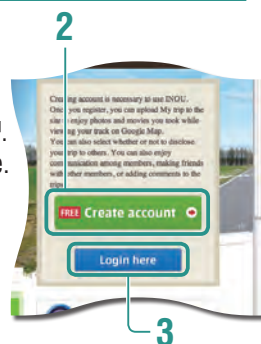 2
Creating account is necessary to use INOU.
Once you register, you can upload My trip to the
site to enjoy photos and movies you took while
viewing your track on Google Map.
You can also select whether or not to disclose
your trip to others. You can also enjoy
communication among members, making friends
with other members, or adding comments to the
trips.
FREE Create account
Login here
3